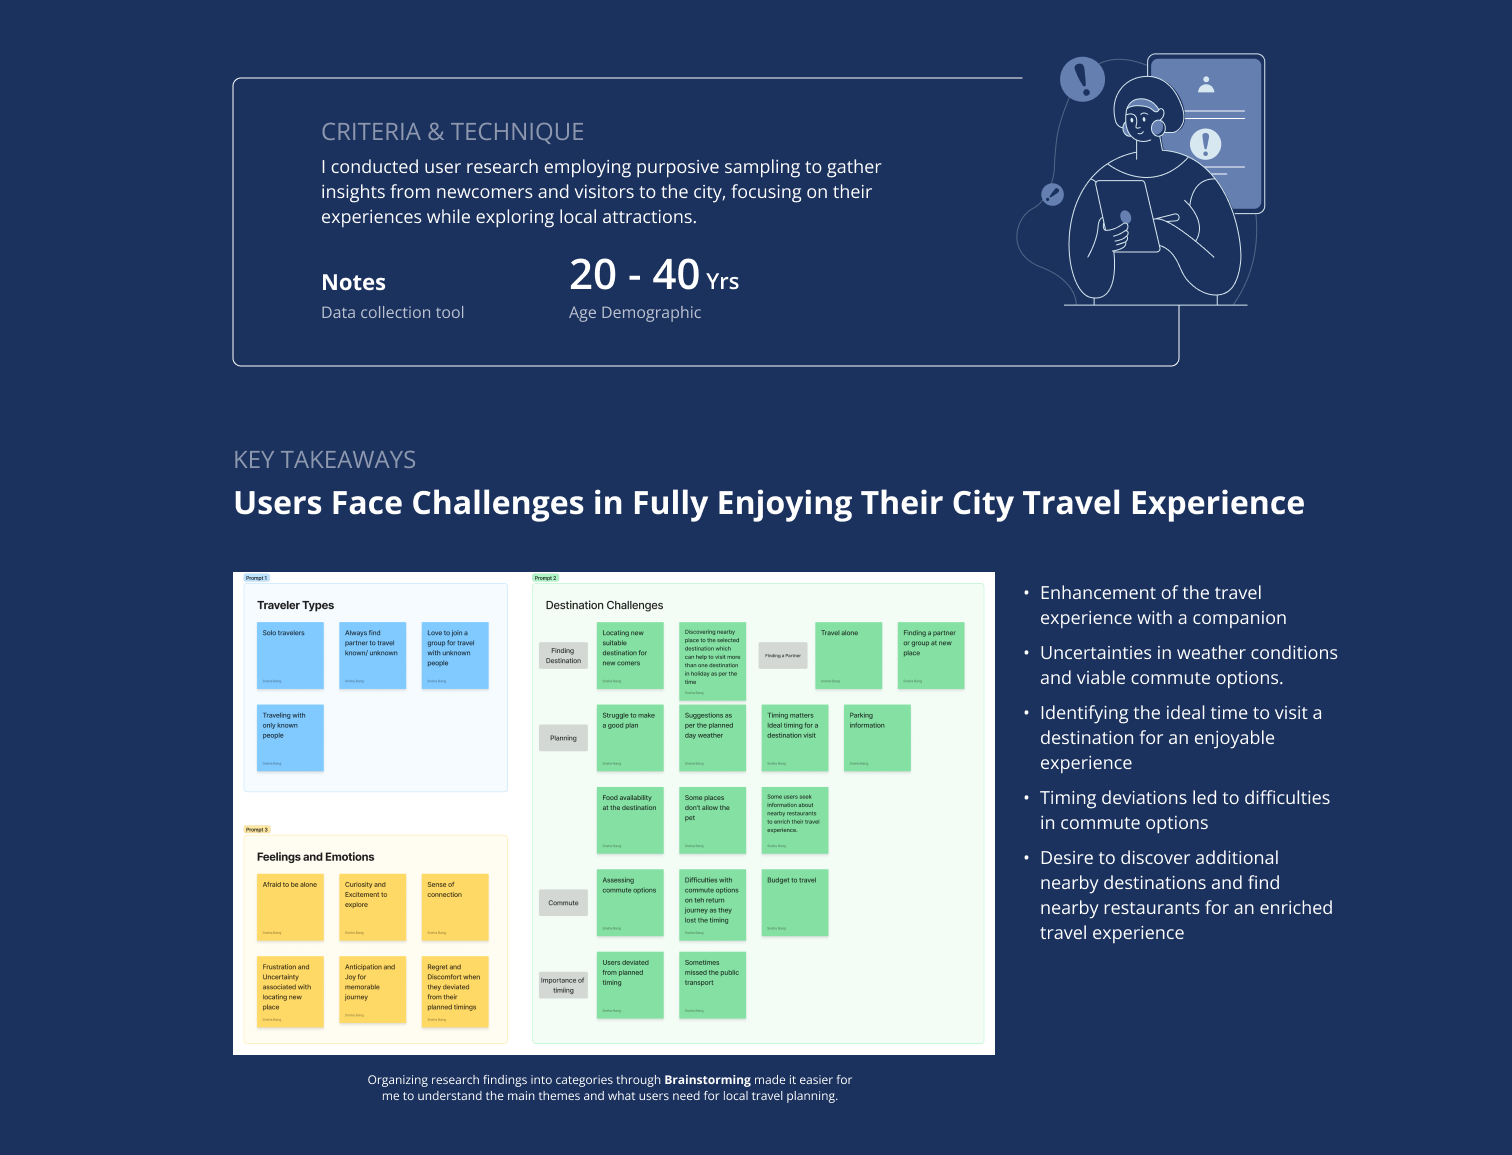 CRITERIA & TECHNIQUE
I conducted user research employing purposive sampling to gather
insights from newcomers and visitors to the city, focusing on their
experiences while exploring local attractions.
Notes
Data collection tool
20 - 40 Yrs
Age Demographic
KEY TAKEAWAYS
Users Face Challenges in Fully Enjoying Their City Travel Experience
Prompt 1
Traveler Types
Solo travelers
Always find
partner to travel
known/ unknown
Love to join a
group for travel
with unknown
people
Traveling with
only known
people
Prompt 3
Feelings and Emotions
Afraid to be alone
Curiosity and
Excitement to
explore
Sense of
connection
Frustration and
Uncertainty
associated with
locating new
place
Anticipation and
Joy for
memorable
journey
Regret and
Discomfort when
they deviated
from their
planned timings
Prompt 2
Destination Challenges
Finding
Destination
Locating new
suitable
destination for
new comers
Discovering nearby
place to the selected
destination which
can help to visit more
than one destination
in holiday as per the
time
Finding a Partner
Travel alone
Finding a partner
or group at new
place
Planning
Struggle to make
a good plan
Suggestions as
per the planned
day weather
Timing matters
Ideal timing for a
destination visit
Parking
information
Food availability
at the destination
Some places
don't allow the
pet
Some users seek
information about
nearby restaurants
to enrich their travel
experience.
Commute
Assessing
commute options
Difficulties with
commute options
on teh return
journey as they
lost the timing
Budget to travel
Importance of
timiing
Users deviated
from planned
timing
Sometimes
missed the public
transport
• Enhancement of the travel
experience with a companion
• Uncertainties in weather conditions
and viable commute options.
• Identifying the ideal time to visit a
destination for an enjoyable
experience
• Timing deviations led to difficulties
in commute options
• Desire to discover additional
nearby destinations and find
nearby restaurants for an enriched
travel experience
Organizing research findings into categories through Brainstorming made it easier for
me to understand the main themes and what users need for local travel planning.